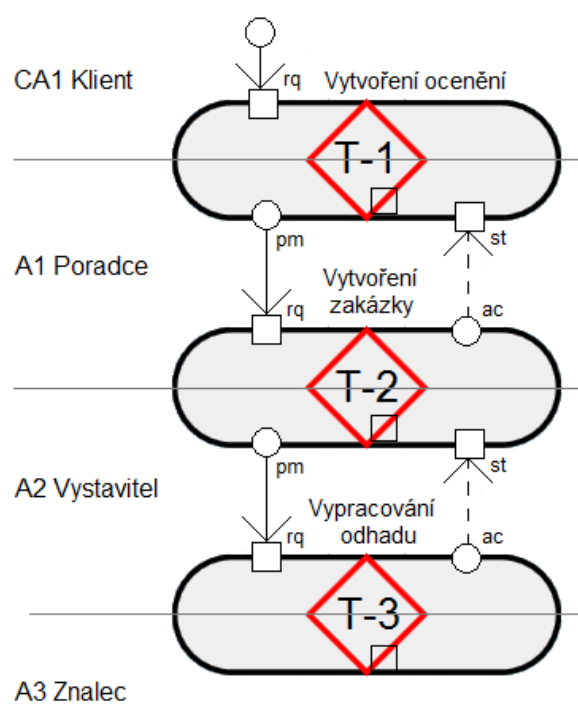 CA1 Klient
rq
Vytvoření ocenění
T-1
pm
st
A1 Poradce
rq
Vytvoření
zakázky
ac
T-2
pm
st
A2 Vystavitel
rq
Vypracování
odhadu
ac
T-3
A3 Znalec